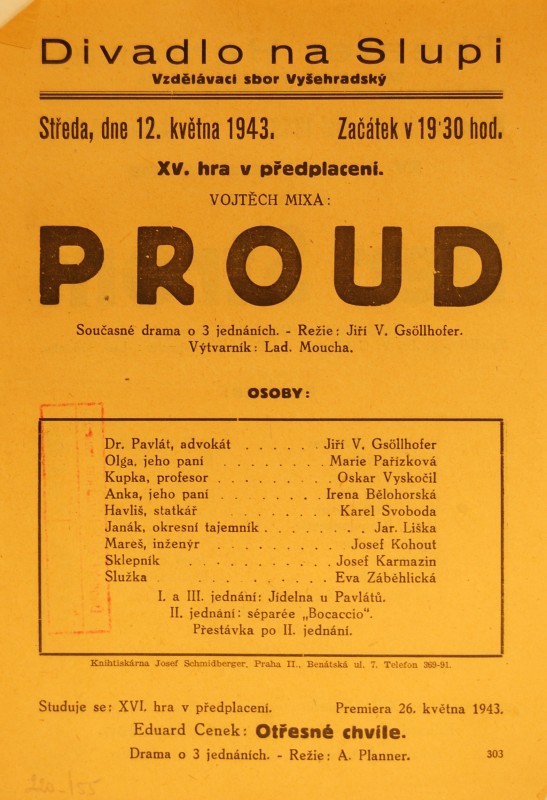 Divadlo na Slupi
Vzdělávací sbor Vyšehradský
Středa, dne 12. května 1943. Začátek v 19·30 hod.
XV. hra v předplacení.
VOJTĚCH MIXA:
PROUD
Současné drama o 3 jednáních. - Režie: Jiří V. Gsöllhofer.
Výtvarník: Lad. Moucha.
OSOBY:
Dr. Pavlát, advokát . . . . . Jiří V. Gsöllhofer
Olga, jeho paní . . . . . . . Marie Pařízková
Kupka, profesor . . . . . . . Oskar Vyskočil
Anka, jeho paní . . . . . . . Irena Bělohorská
Havliš, statkář . . . . . . . Karel Svoboda
Janák, okresní tajemník . . . . . . . Jar. Liška
Mareš, inženýr . . . . . . . . Josef Kohout
Sklepník . . . . . . . . Josef Karmazin
Služka . . . . . . . . Eva Záběhlická
I. a III. jednání: Jídelna u Pavlátů.
II. jednání: séparée „Bocaccio“.
Přestávka po II. jednání.
Knihtiskárna Josef Schmidberger, Praha II., Benátská ul. 7. Telefon 369-91.
Studuje se: XVI. hra v předplacení. Premiera 26. května 1943.
Eduard Cenek: Otřesné chvíle.
Drama o 3 jednáních. - Režie: A. Planner. 303